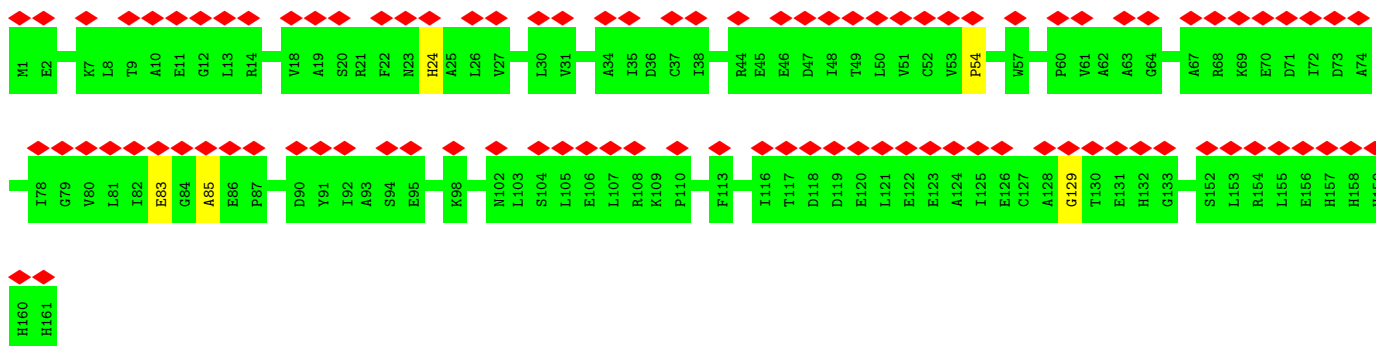 M1 E2 K7 L8 T9 A10 E11 G12 L13 R14 V18 A19 S20 R21 F22 N23 H24 A25 L26 V27 L30 V31 A34 I35 D36 C37 I38 R44 E45 E46 D47 I48 T49 L50 V51 C52 V53 P54 W57 P60 V61 A62 A63 G64 A67 R68 K69 E70 D71 I72 D73 A74
I78 G79 V80 L81 I82 E83 G84 A85 E86 P87 D90 Y91 I92 A93 S94 E95 K98 N102 L103 S104 L105 E106 L107 R108 K109 P110 F113 I116 T117 D118 D119 E120 L121 E122 E123 A124 I125 E126 C127 A128 G129 T130 E131 H132 G133 S152 L153 R154 L155 E156 H157 H158 H159
H160 H161